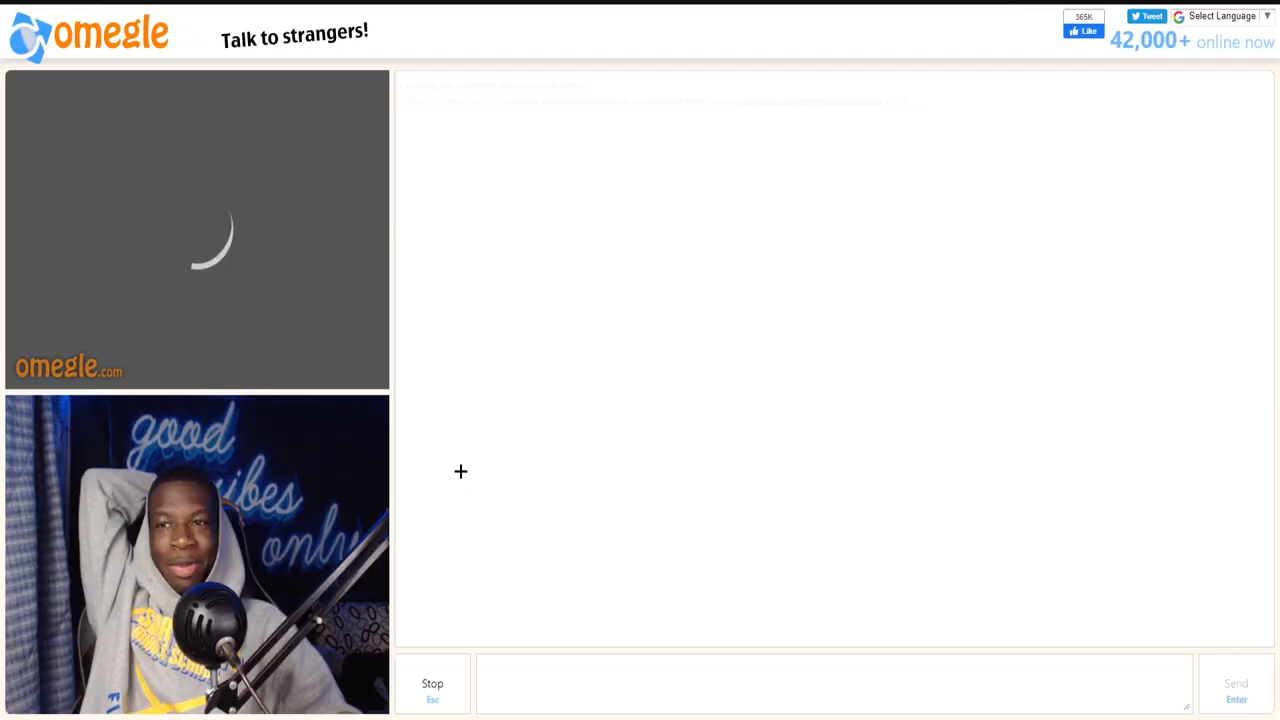 omegle
Talk to strangers!
365K
Like
Tweet
Select Language
42,000+ online now
omegle.com
good
vibes
only
Stop
Esc
Send
Enter